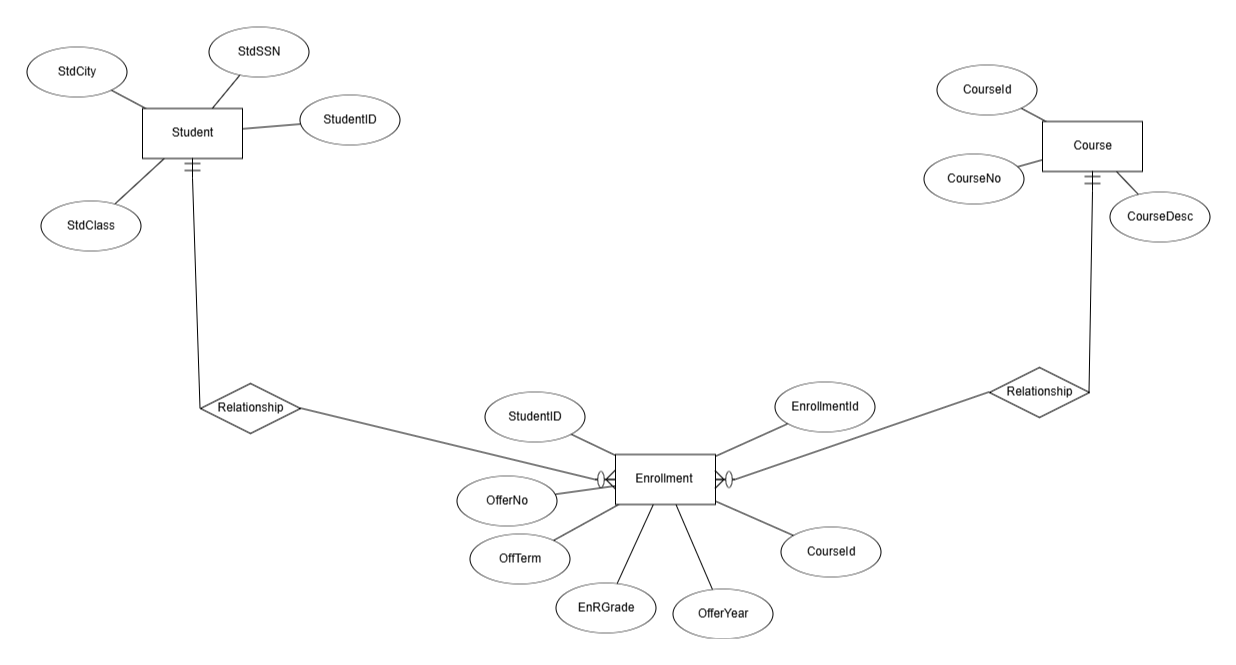 StdSSN
StdCity
StudentID
Student
StdClass
CourseId
Course
CourseNo
CourseDesc
Relationship
Relationship
StudentID
EnrollmentId
Enrollment
OfferNo
OffTerm
CourseId
EnRGrade
OfferYear